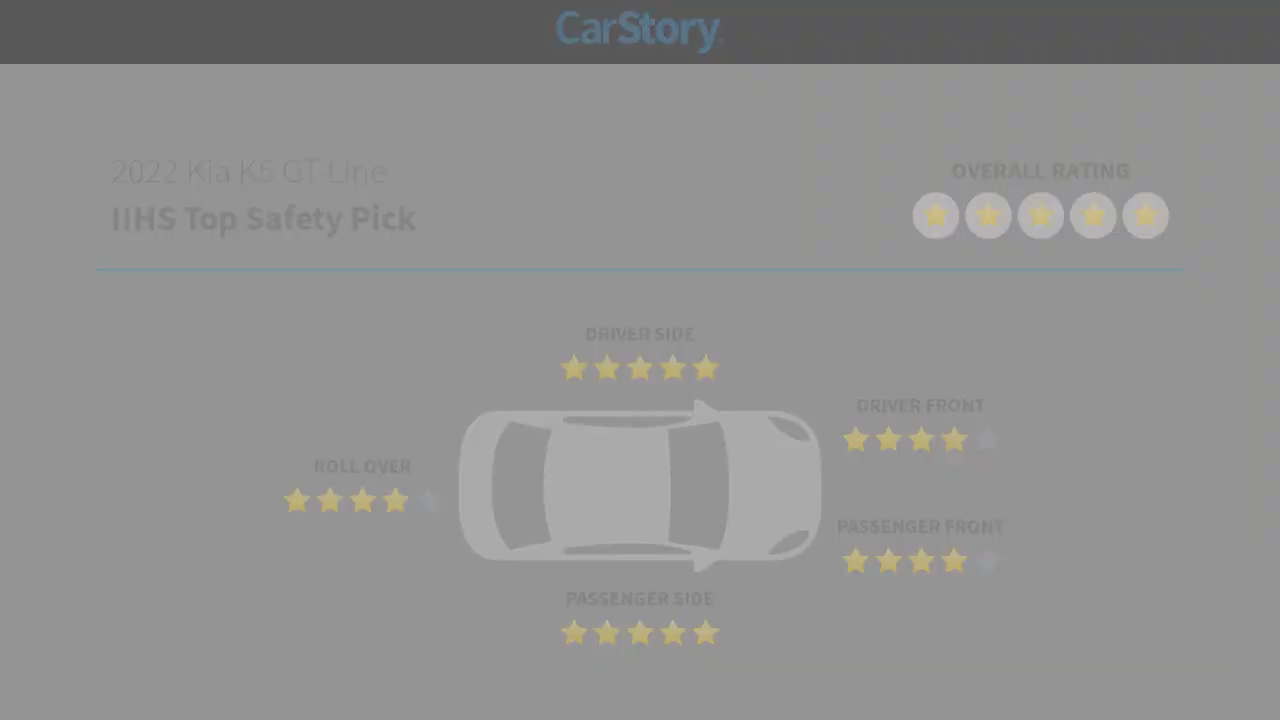 CarStory
2022 Kia K5 GT-Line
IIHS Top Safety Pick
OVERALL RATING
DRIVER SIDE
DRIVER FRONT
ROLL OVER
PASSENGER FRONT
PASSENGER SIDE